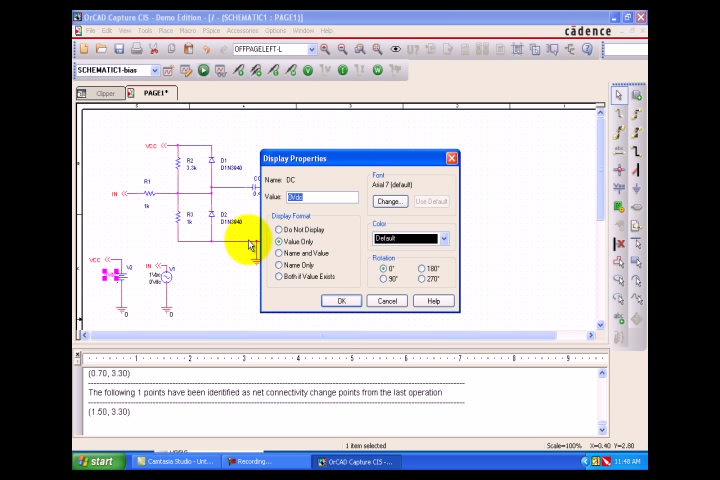 OrCAD Capture CIS - Demo Edition - [/ - (SCHEMATIC1 : PAGE1)]
File Edit View Tools Place Macro PSpice Accessories Options Window Help
cādence
OFFPAGELEFT-L
SCHEMATIC1-bias
Clipper
PAGE1*
VCC
R2
3.3k
D1
D1N3940
R1
IN
1k
R3
1k
D2
D1N3940
VCC
V2
IN
V1
1Vac
0Vdc
0
0
Display Properties
Name: DC
Value: 0Vdc
Display Format
Do Not Display
Value Only
Name and Value
Name Only
Both if Value Exists
Font
Arial 7 (default)
Change...
Use Default
Color
Default
Rotation
0°
180°
90°
270°
OK
Cancel
Help
(0.70, 3.30)
The following 1 points have been identified as net connectivity change points from the last operation
(1.50, 3.30)
1 item selected
Scale=100% X=0.40 Y=2.80
start
Camtasia Studio - Unt...
Recording...
OrCAD Capture CIS -...
11:48 AM